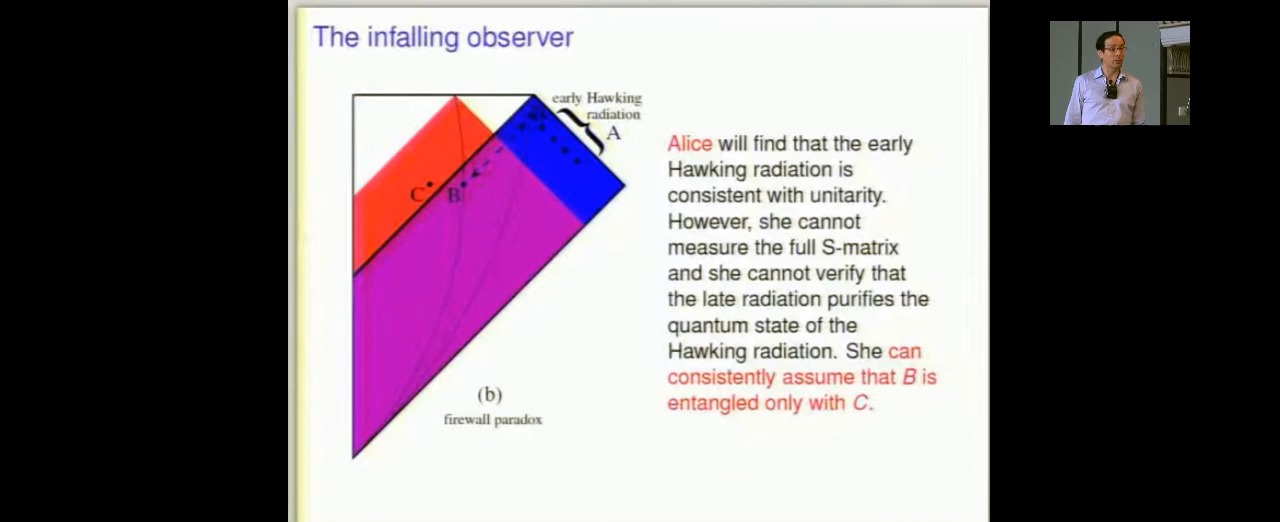 The infalling observer
early Hawking
radiation
A
C
B
(b)
firewall paradox
Alice will find that the early
Hawking radiation is
consistent with unitarity.
However, she cannot
measure the full S-matrix
and she cannot verify that
the late radiation purifies the
quantum state of the
Hawking radiation. She can
consistently assume that B is
entangled only with C.